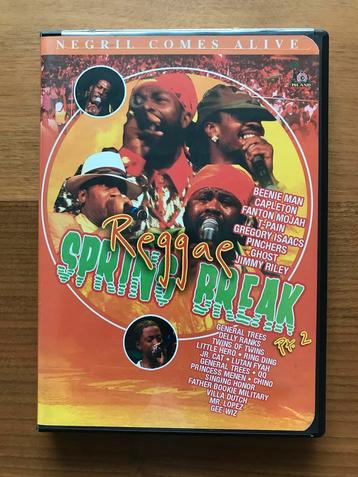 NEGRIL COMES ALIVE
ISLAND
BEENIE MAN
CAPLETON
FANTON MOJAH
T-PAIN
GREGORY ISAACS
PINCHERS
GHOST
JIMMY RILEY
Reggae
SPRING BREAK
Pt. 2
GENERAL TREES
DELLY RANKS
TWINS OF TWINS
LITTLE HERO • RING DING
JR. CAT • LUTAN FYAH
GENERAL TREES • QQ
PRINCESS MENEN • CHINO
SINGING HONOR
FATHER BOOKIE MILITARY
VILLA DUTCH
MR. LOPEZ
GEE-WIZ